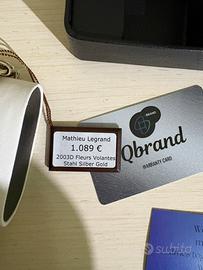 Mathieu Legrand
1.089 €
2003D Fleurs Volantes
Stahl Silber Gold
Qbrand
WARRANTY CARD
subito